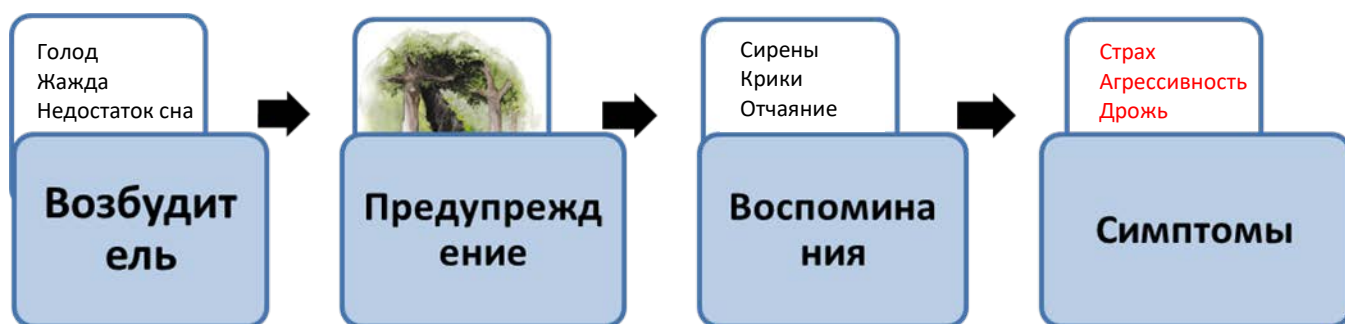 Голод
Жажда
Недостаток сна
Возбудит
ель
Предупрежд
ение
Сирены
Крики
Отчаяние
Воспомина
ния
Страх
Агрессивность
Дрожь
Симптомы